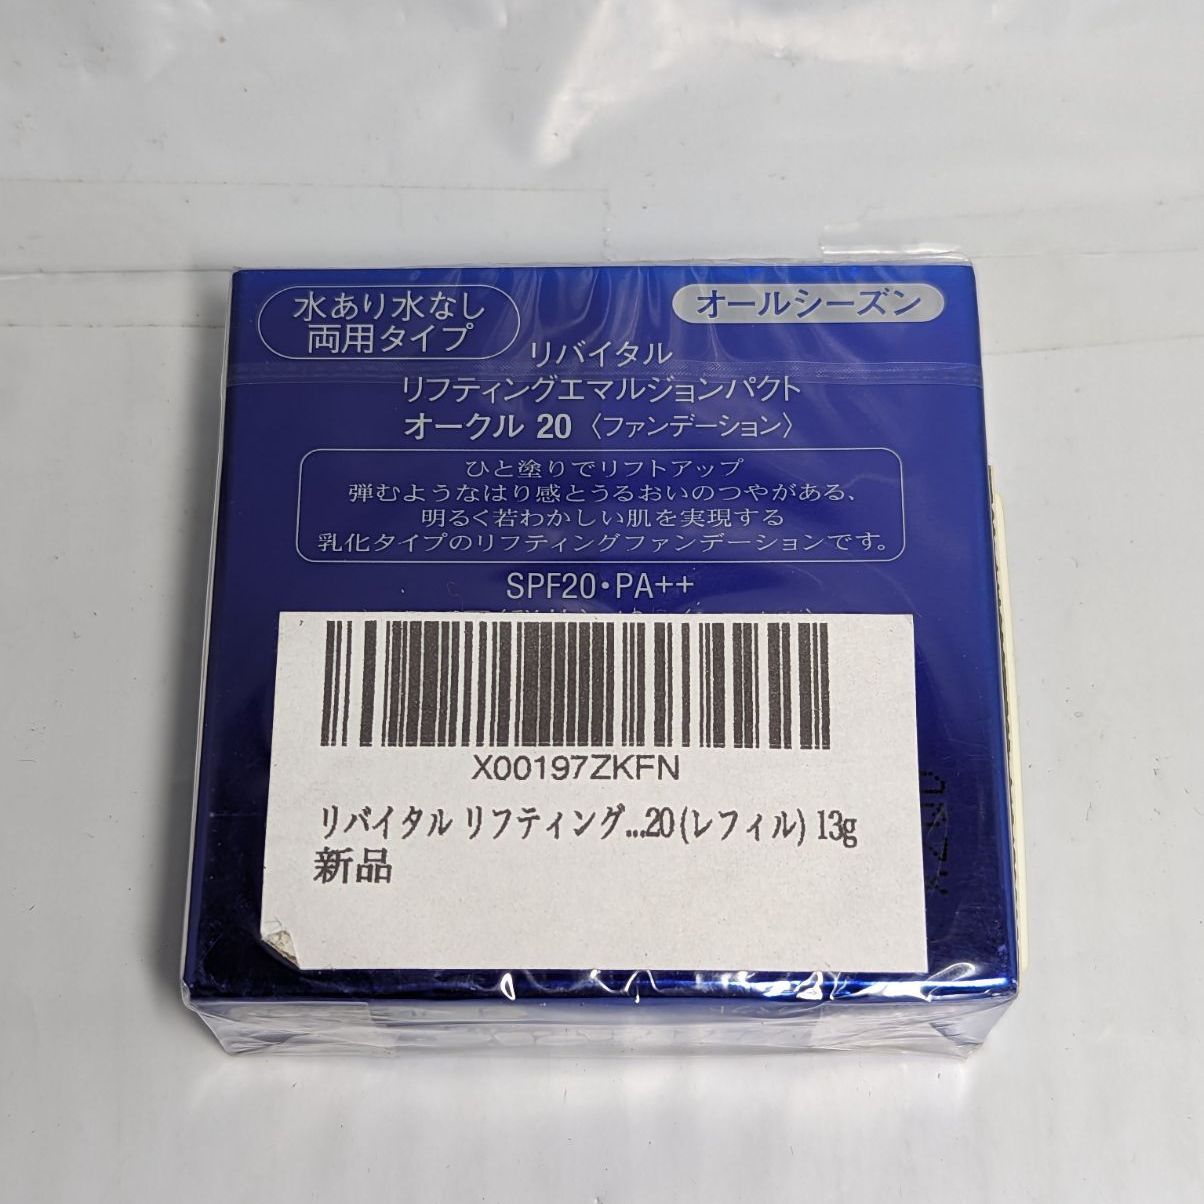 水あり水なし
両用タイプ
オールシーズン
リバイタル
リフティングエマルジョンパクト
オークル 20 〈ファンデーション〉
ひと塗りでリフトアップ
弾むようなはり感とうるおいのつやがある、
明るく若わかしい肌を実現する
乳化タイプのリフティングファンデーションです。
SPF20・PA++
X00197ZKFN
リバイタル リフティング...20 (レフィル) 13g
新品